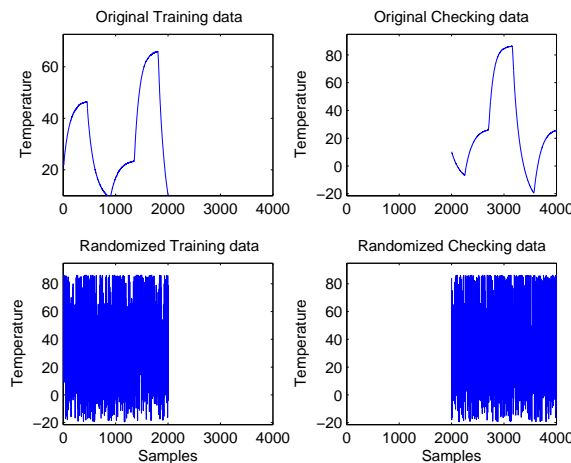 Original Training data
Original Checking data
Temperature
60
40
20
0 1000 2000 3000 4000
Temperature
80
60
40
20
0
−20
0 1000 2000 3000 4000
Randomized Training data
Randomized Checking data
Temperature
80
60
40
20
0
−20
0 1000 2000 3000 4000
Samples
Temperature
80
60
40
20
0
−20
0 1000 2000 3000 4000
Samples